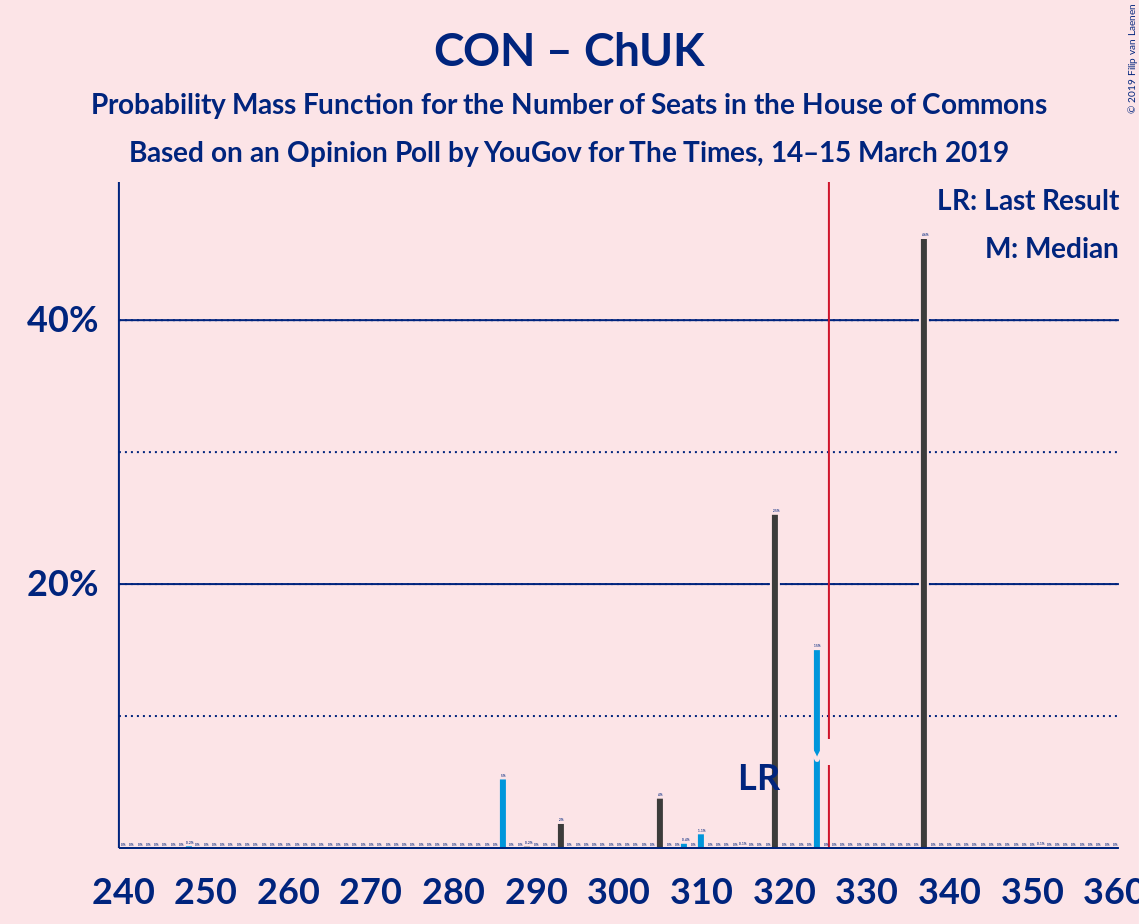 CON – ChUK
Probability Mass Function for the Number of Seats in the House of Commons
Based on an Opinion Poll by YouGov for The Times, 14–15 March 2019
© 2019 Filip van Laenen
LR: Last Result
M: Median
40%
20%
LR
240 250 260 270 280 290 300 310 320 330 340 350 360